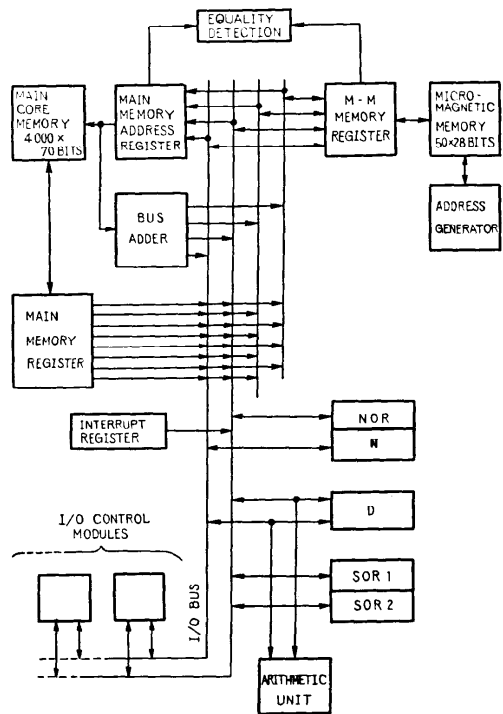 EQUALITY
DETECTION
MAIN
CORE
MEMORY
4000 ×
70 BITS
MAIN
MEMORY
ADDRESS
REGISTER
M-M
MEMORY
REGISTER
MICRO-
MAGNETIC
MEMORY
50×28 BITS
BUS
ADDER
ADDRESS
GENERATOR
MAIN
MEMORY
REGISTER
INTERRUPT
REGISTER
NOR
N
D
I/O CONTROL
MODULES
I/O BUS
SOR 1
SOR 2
ARITHMETIC
UNIT